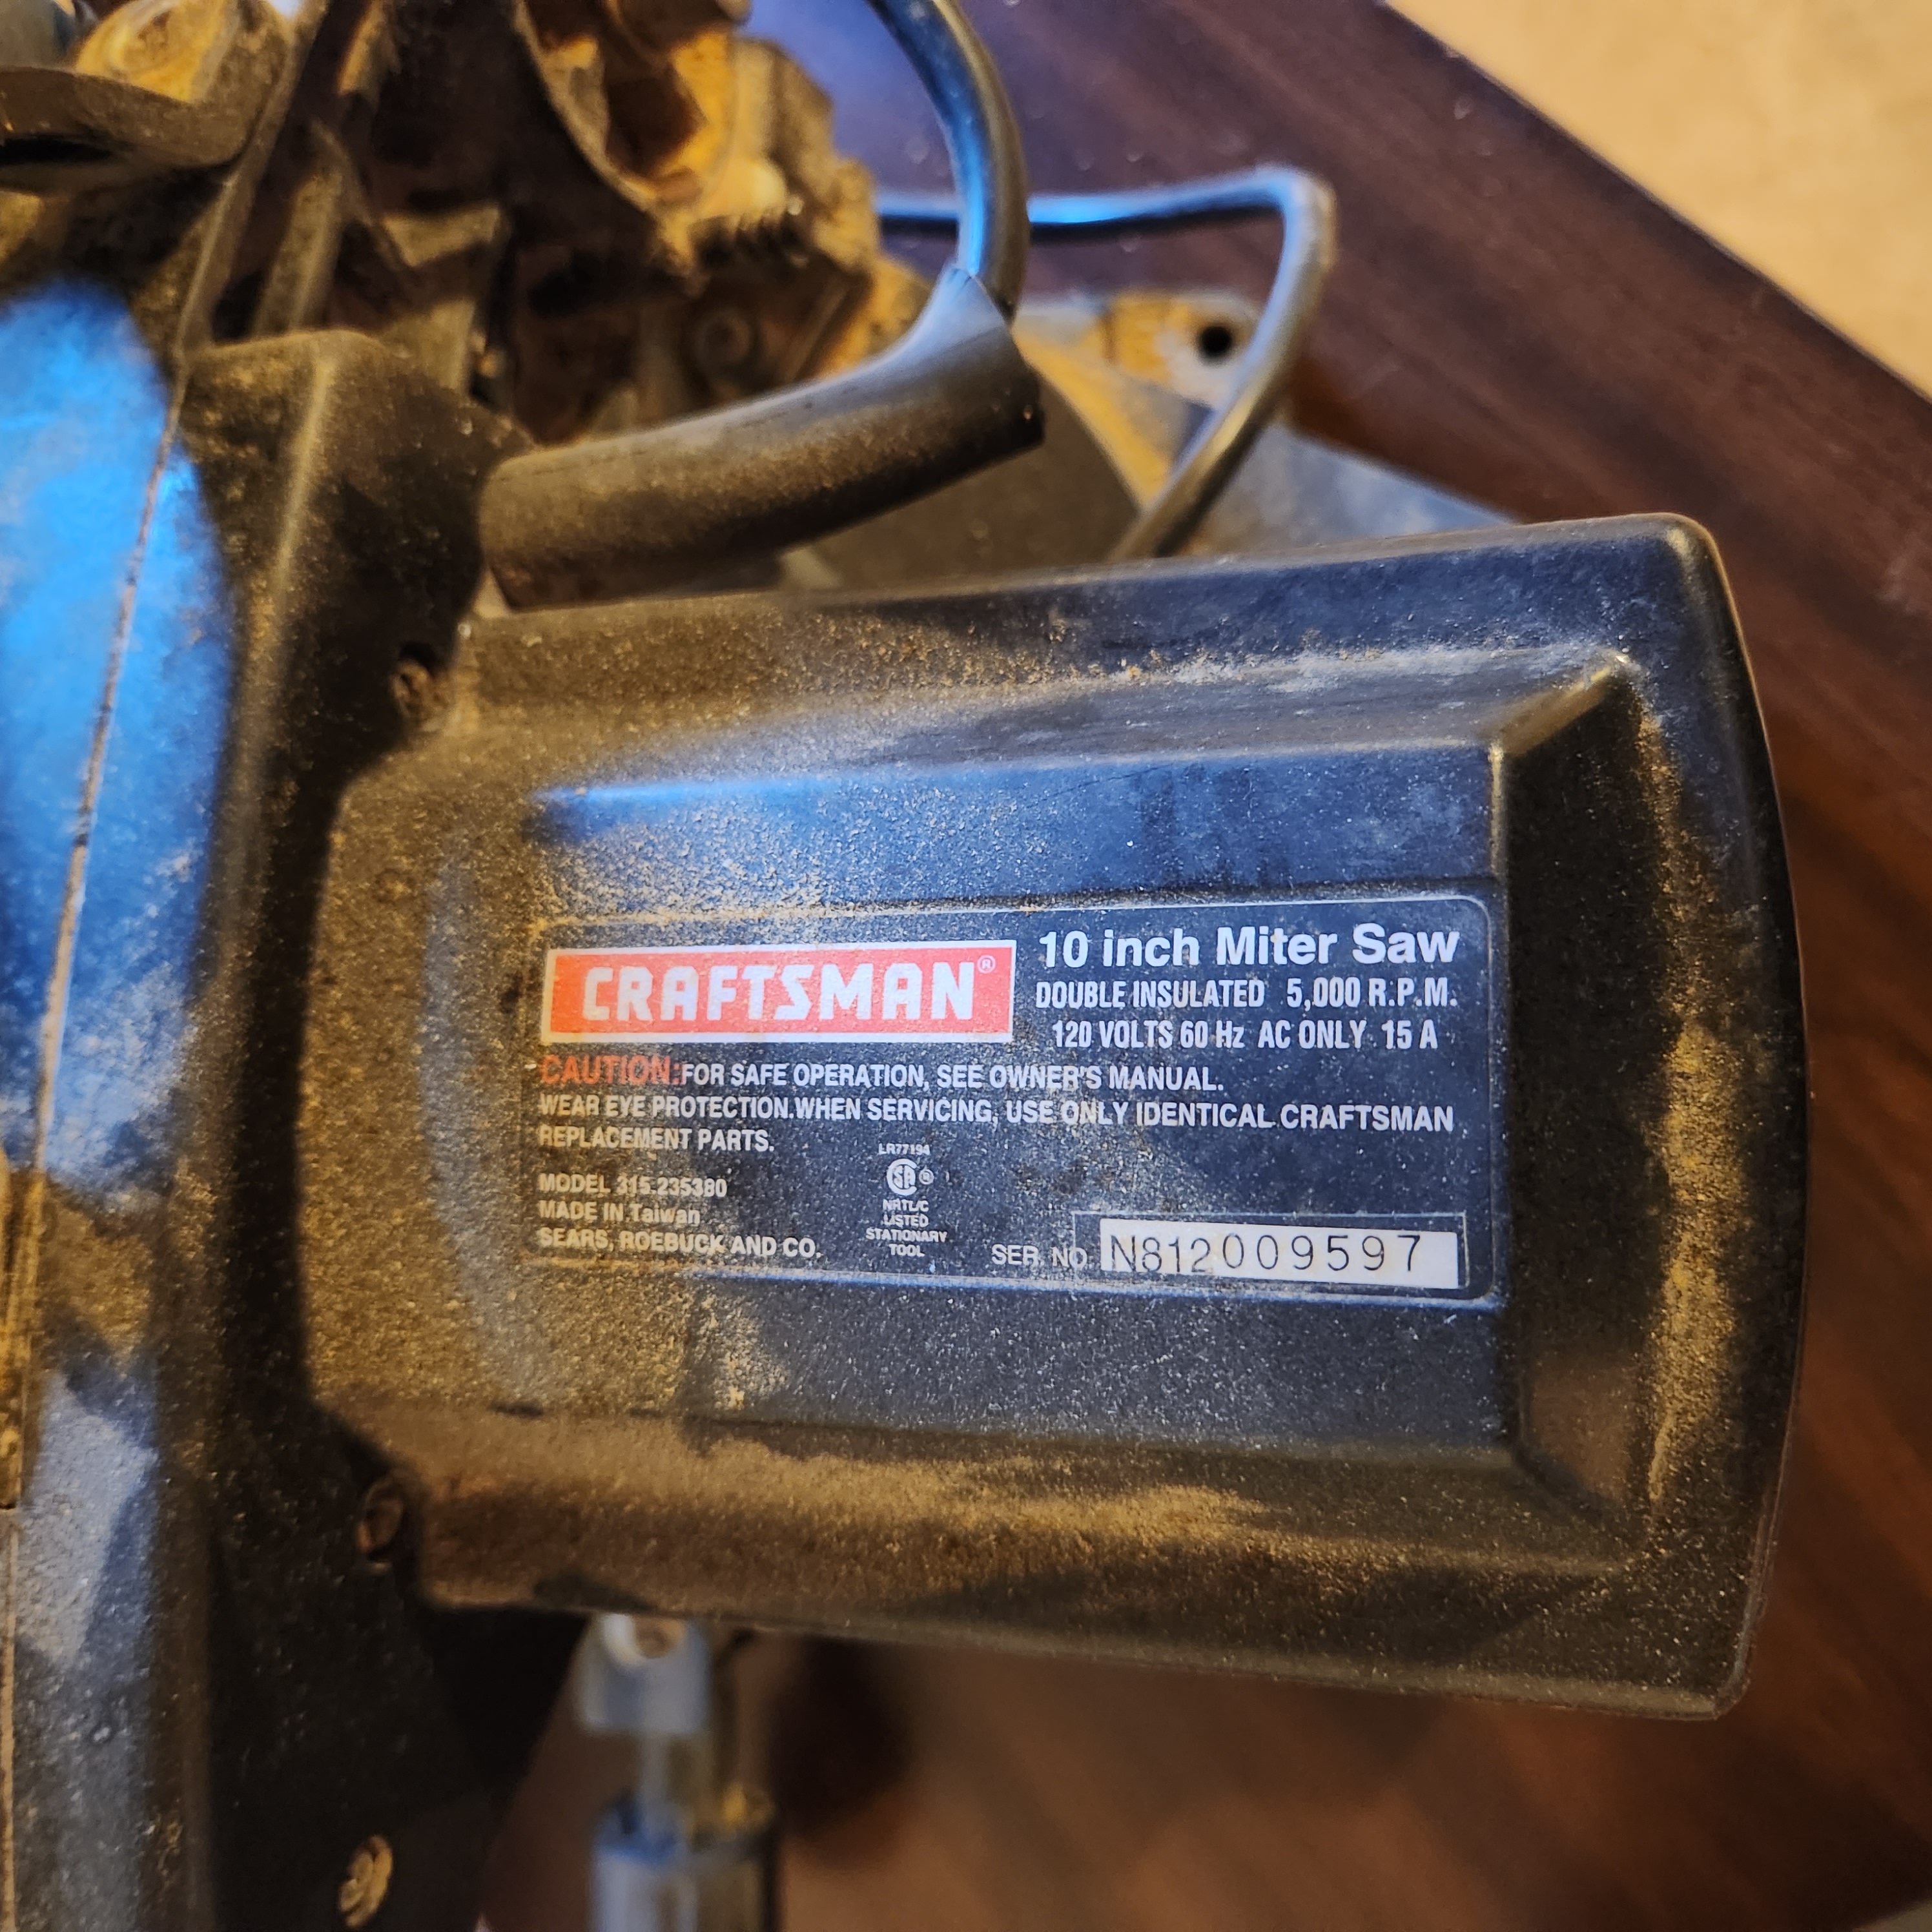 CRAFTSMAN®
10 inch Miter Saw
DOUBLE INSULATED 5,000 R.P.M.
120 VOLTS 60 Hz AC ONLY 15 A
CAUTION: FOR SAFE OPERATION, SEE OWNER'S MANUAL.
WEAR EYE PROTECTION. WHEN SERVICING, USE ONLY IDENTICAL CRAFTSMAN
REPLACEMENT PARTS.
MODEL 315.235380
MADE IN Taiwan
SEARS, ROEBUCK AND CO.
LR77194
SA®
NRTL/C
LISTED
STATIONARY
TOOL
SER. NO. N812009597